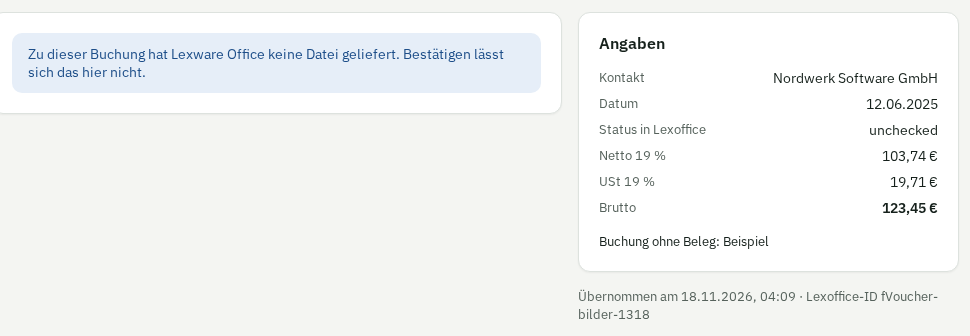 Zu dieser Buchung hat Lexware Office keine Datei geliefert. Bestätigen lässt
sich das hier nicht.
Angaben
Kontakt Nordwerk Software GmbH
Datum 12.06.2025
Status in Lexoffice unchecked
Netto 19 % 103,74 €
USt 19 % 19,71 €
Brutto 123,45 €
Buchung ohne Beleg: Beispiel
Übernommen am 18.11.2026, 04:09 · Lexoffice-ID fVoucher-
bilder-1318